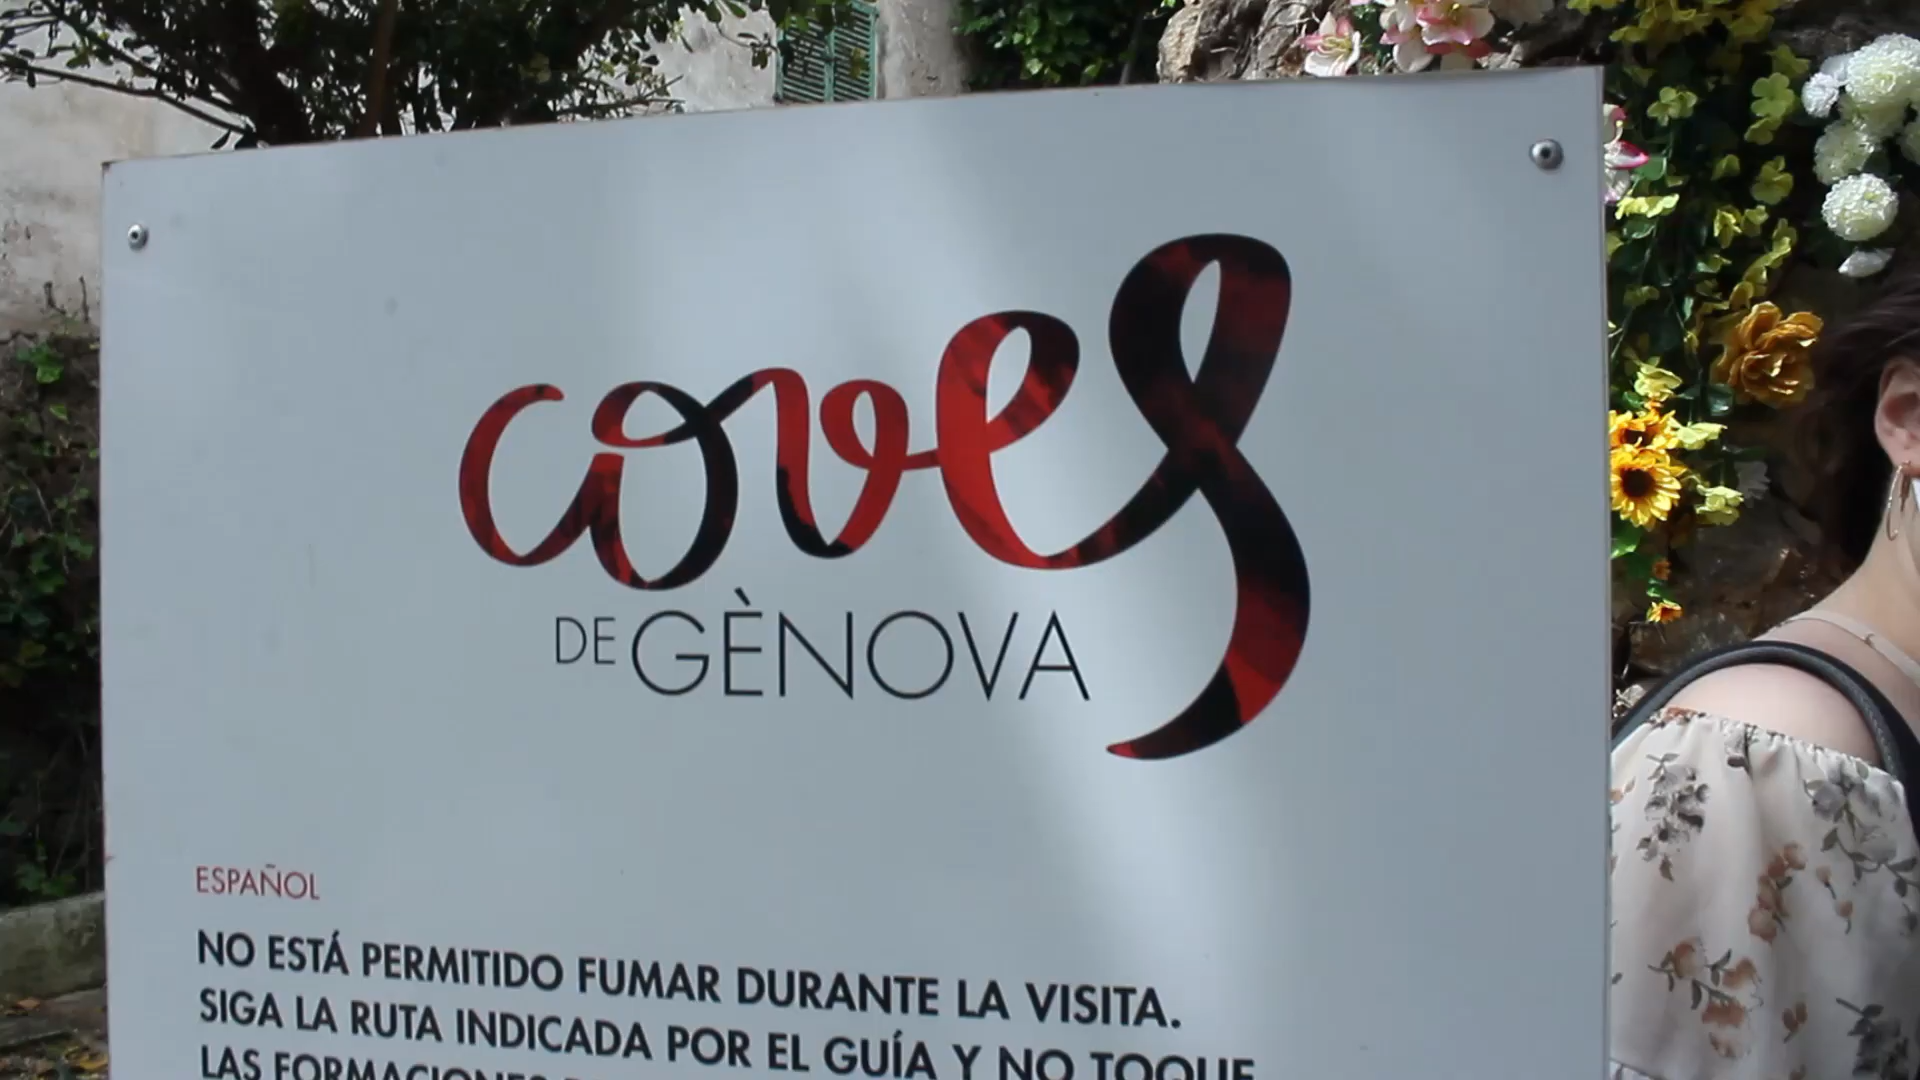 coves
DE GÈNOVA
ESPAÑOL
NO ESTÁ PERMITIDO FUMAR DURANTE LA VISITA.
SIGA LA RUTA INDICADA POR EL GUÍA Y NO TOQUE
LAS FORMACIONES